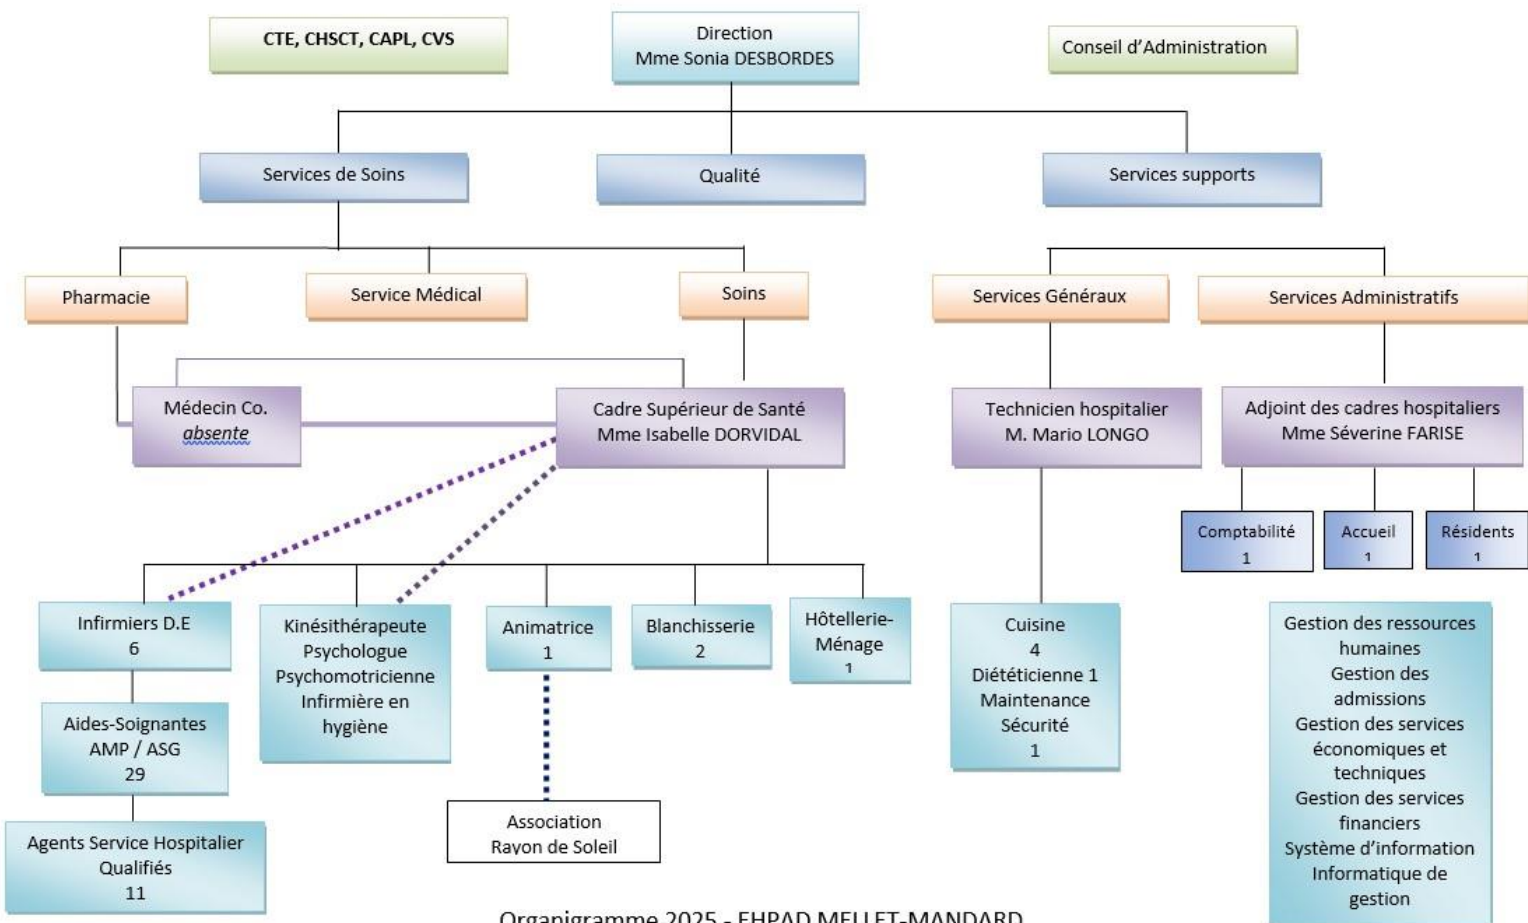 CTE, CHSCT, CAPL, CVS
Direction
Mme Sonia DESBORDES
Conseil d'Administration
Services de Soins
Qualité
Services supports
Pharmacie
Service Médical
Soins
Services Généraux
Services Administratifs
Médecin Co.
absente
Cadre Supérieur de Santé
Mme Isabelle DORVIDAL
Technicien hospitalier
M. Mario LONGO
Adjoint des cadres hospitaliers
Mme Séverine FARISE
Comptabilité
1
Accueil
1
Résidents
1
Infirmiers D.E
6
Kinésithérapeute
Psychologue
Psychomotricienne
Infirmière en
hygiène
Animatrice
1
Blanchisserie
2
Hôtellerie-
Ménage
1
Cuisine
4
Diététicienne 1
Maintenance
Sécurité
1
Gestion des ressources
humaines
Gestion des
admissions
Gestion des services
économiques et
techniques
Gestion des services
financiers
Système d'information
Informatique de
gestion
Aides-Soignantes
AMP / ASG
29
Association
Rayon de Soleil
Agents Service Hospitalier
Qualifiés
11
Organigramme 2025 - EHPAD MELLET-MANDARD